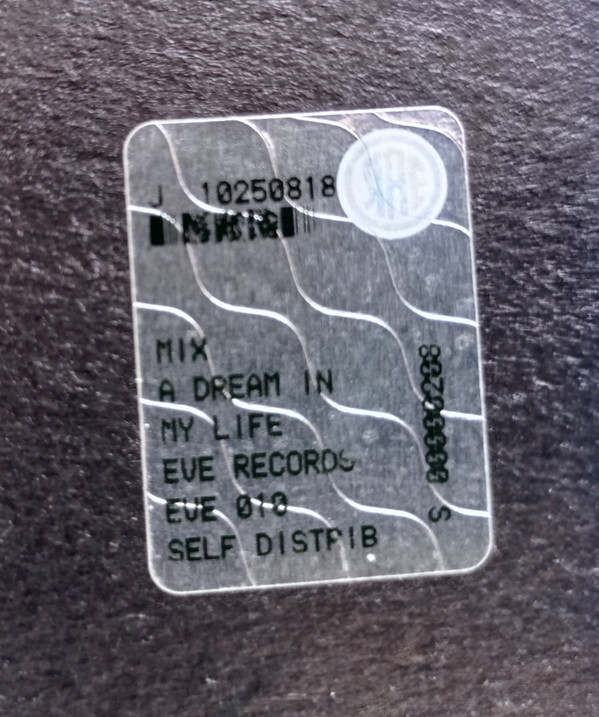 J 10250818
MIX
A DREAM IN
MY LIFE
EVE RECORDS
EVE 010
SELF DISTRIB
S